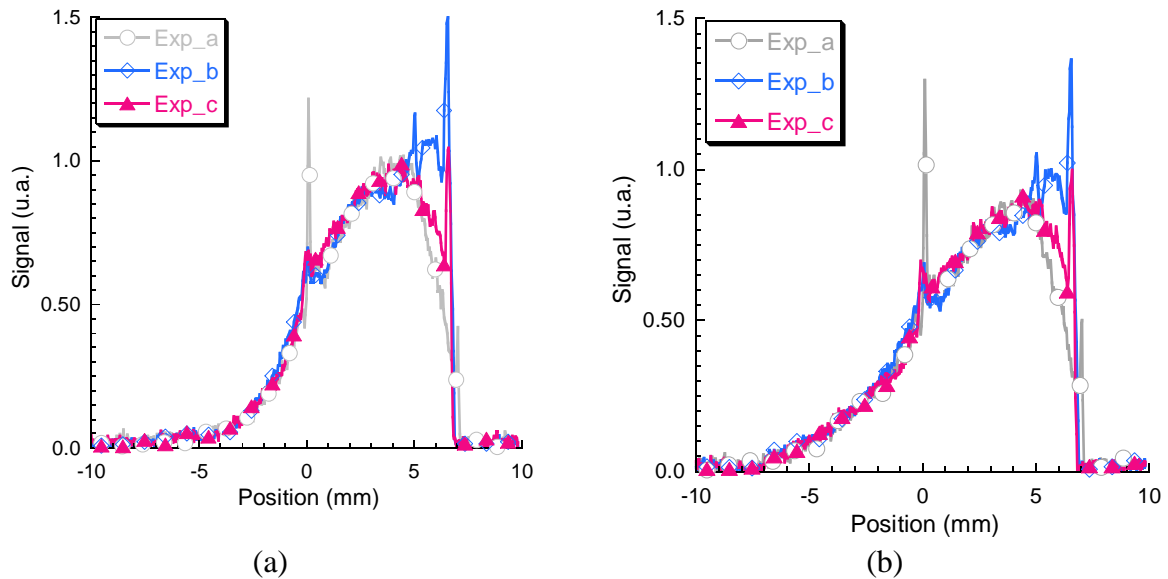 1.5
Exp_a
Exp_b
Exp_c
1.0
0.50
0.0
Signal (u.a.)
-10 -5 0 5 10
Position (mm)
(a)
1.5
Exp_a
Exp_b
Exp_c
1.0
0.50
0.0
Signal (u.a.)
-10 -5 0 5 10
Position (mm)
(b)